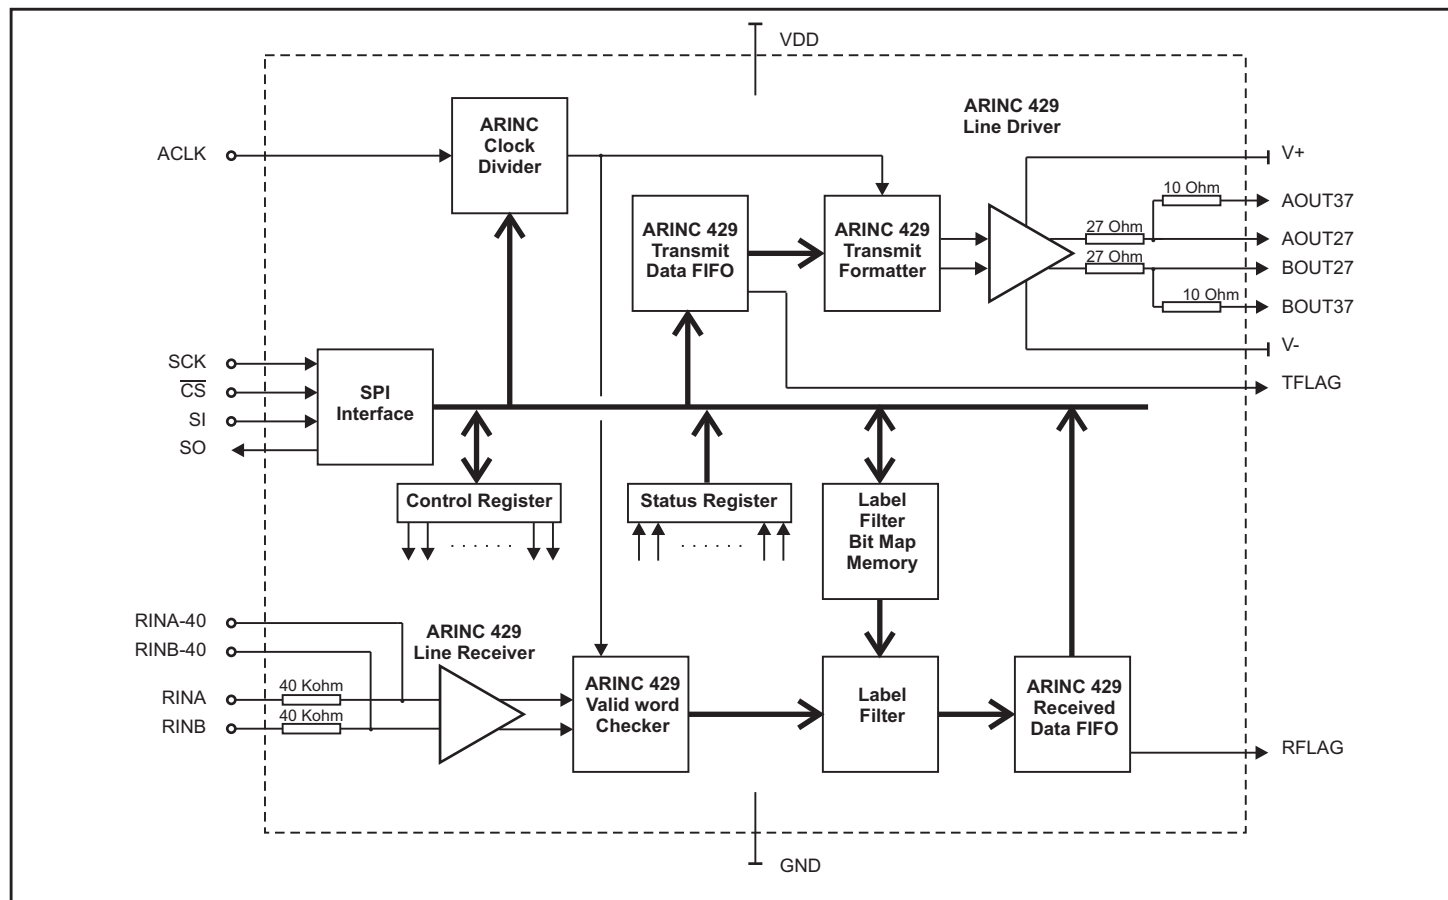 VDD
ARINC 429
Line Driver
ARINC
Clock
Divider
ACLK
V+
10 Ohm
AOUT37
ARINC 429
Transmit
Data FIFO
ARINC 429
Transmit
Formatter
27 Ohm
AOUT27
27 Ohm
BOUT27
10 Ohm
BOUT37
V-
SCK
CS
SI
SO
SPI
Interface
TFLAG
Control Register
. . . . . .
Status Register
. . . . . .
Label
Filter
Bit Map
Memory
RINA-40
RINB-40
ARINC 429
Line Receiver
RINA
40 Kohm
RINB
40 Kohm
ARINC 429
Valid word
Checker
Label
Filter
ARINC 429
Received
Data FIFO
RFLAG
GND